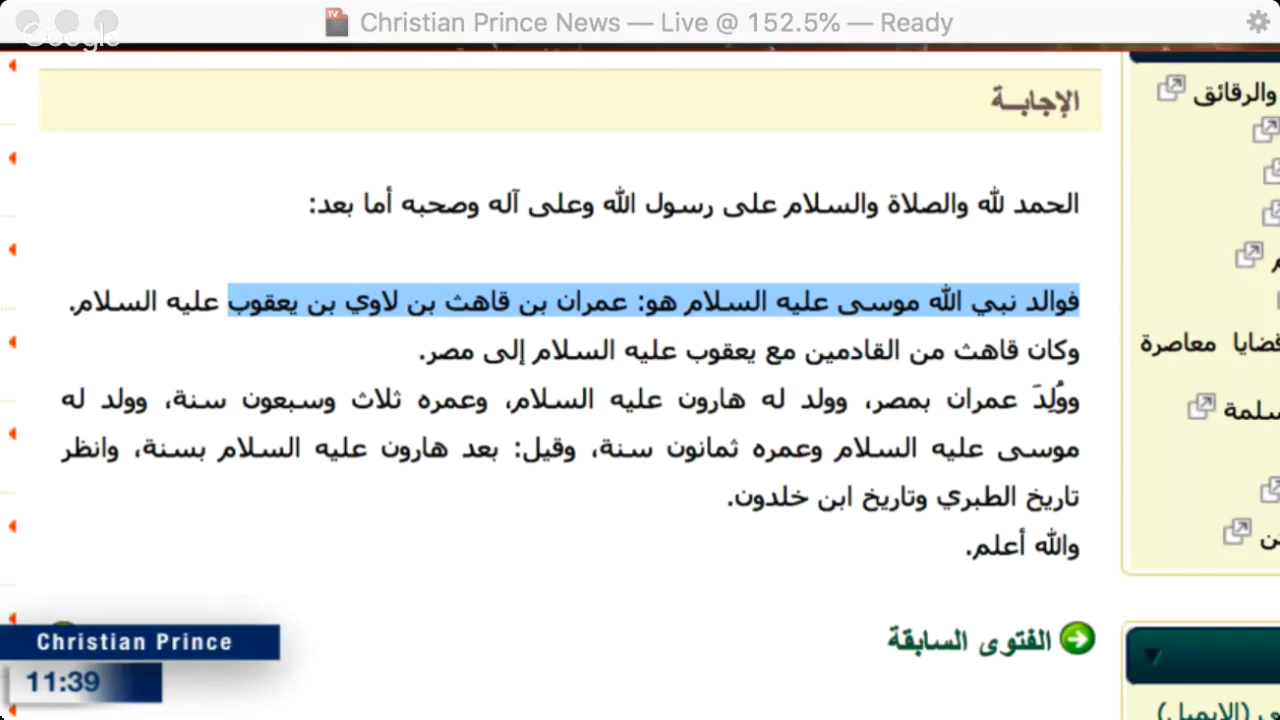 Christian Prince News — Live @ 152.5% — Ready
Google
والرقائق
الإجابــة
الحمد لله والصلاة والسلام على رسول الله وعلى آله وصحبه أما بعد:
فوالد نبي الله موسى عليه السلام هو: عمران بن قاهث بن لاوي بن يعقوب عليه السلام.
وكان قاهث من القادمين مع يعقوب عليه السلام إلى مصر.
ووُلِدَ عمران بمصر، وولد له هارون عليه السلام، وعمره ثلاث وسبعون سنة، وولد له
موسى عليه السلام وعمره ثمانون سنة، وقيل: بعد هارون عليه السلام بسنة، وانظر
تاريخ الطبري وتاريخ ابن خلدون.
والله أعلم.
معاصرة
الفتوى السابقة
Christian Prince
11:39